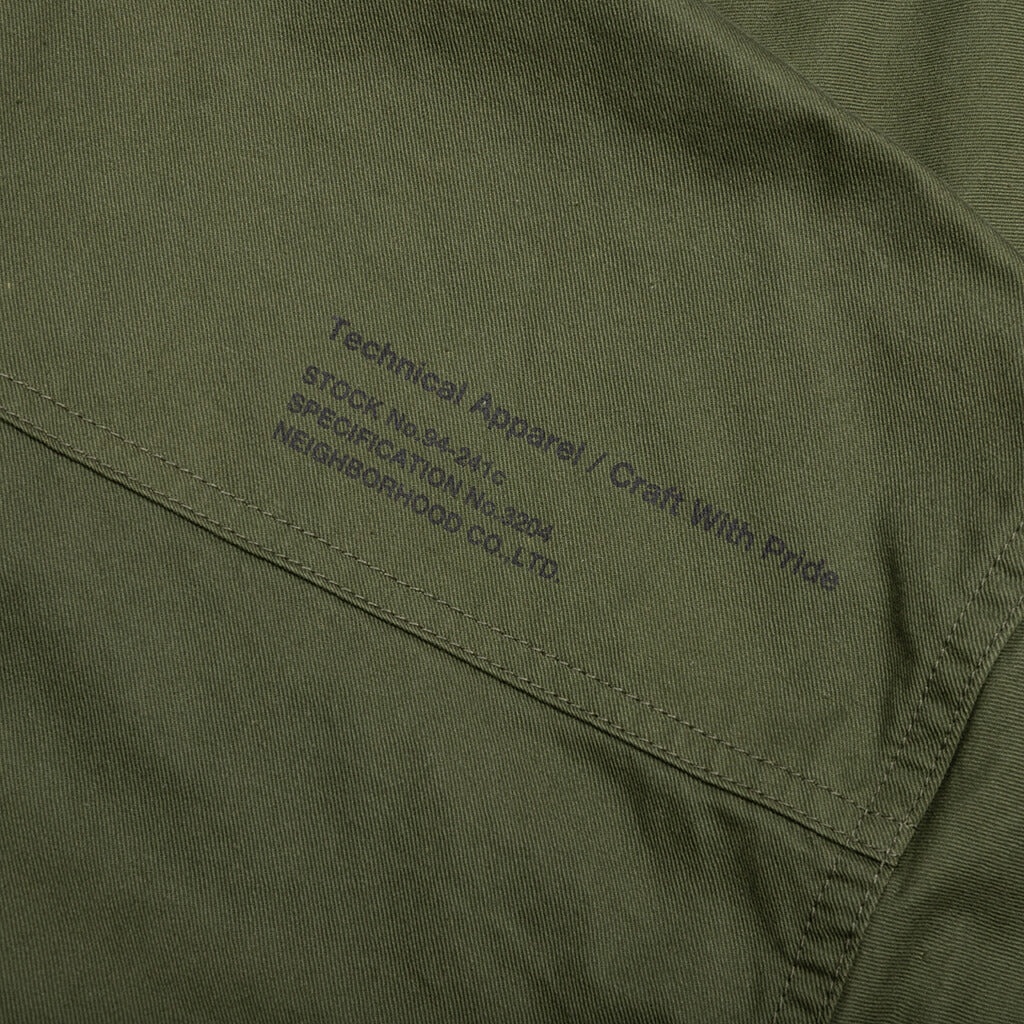 Technical Apparel / Craft With Pride
STOCK No.94-241c
SPECIFICATION No.3204
NEIGHBORHOOD CO.,LTD.